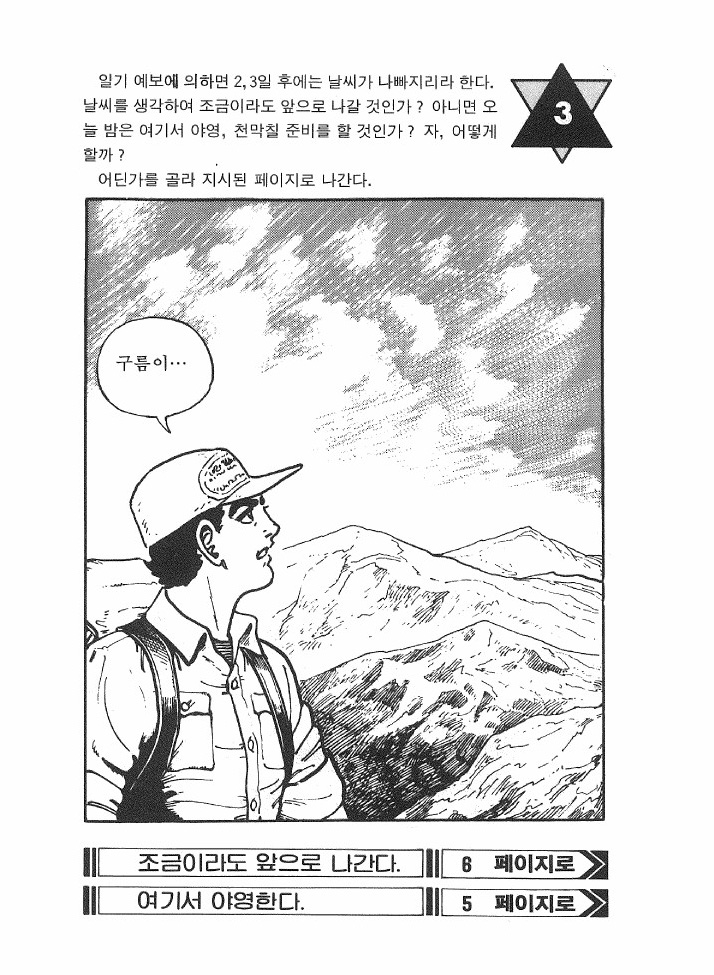 일기 예보에 의하면 2, 3일 후에는 날씨가 나빠지리라 한다.
날씨를 생각하여 조금이라도 앞으로 나갈 것인가? 아니면 오
늘 밤은 여기서 야영, 천막칠 준비를 할 것인가? 자, 어떻게
할까?
어딘가를 골라 지시된 페이지로 나간다.
3
구름이…
조금이라도 앞으로 나간다. 6 페이지로
여기서 야영한다. 5 페이지로